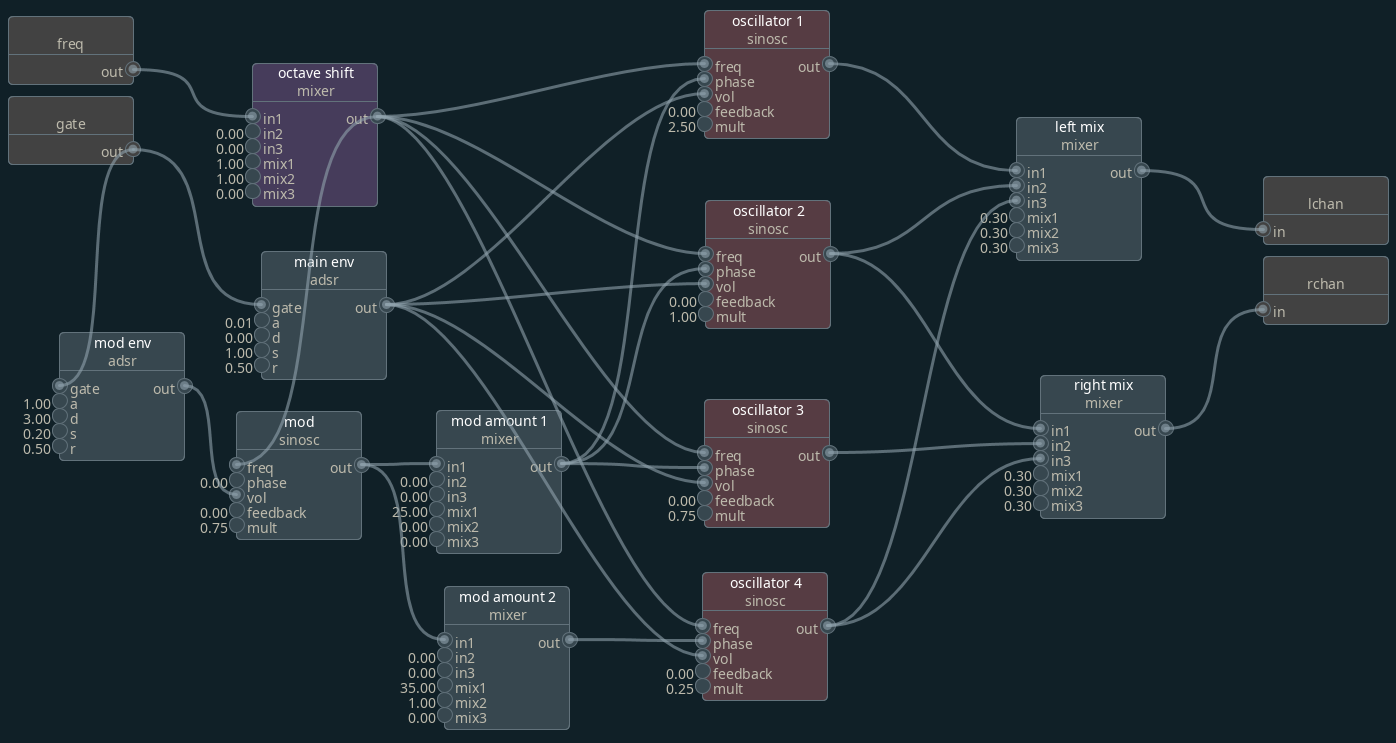 freq
out
gate
out
octave shift
mixer
in1 out
0.00 in2
0.00 in3
1.00 mix1
1.00 mix2
0.00 mix3
main env
adsr
gate out
0.01 a
0.00 d
1.00 s
0.50 r
mod env
adsr
gate out
1.00 a
3.00 d
0.20 s
0.50 r
mod
sinosc
freq out
0.00 phase
vol
0.00 feedback
0.75 mult
mod amount 1
mixer
in1 out
0.00 in2
0.00 in3
25.00 mix1
0.00 mix2
0.00 mix3
mod amount 2
mixer
in1 out
0.00 in2
0.00 in3
35.00 mix1
1.00 mix2
0.00 mix3
oscillator 1
sinosc
freq out
phase
vol
0.00 feedback
2.50 mult
oscillator 2
sinosc
freq out
phase
vol
0.00 feedback
1.00 mult
oscillator 3
sinosc
freq out
phase
vol
0.00 feedback
0.75 mult
oscillator 4
sinosc
freq out
phase
vol
0.00 feedback
0.25 mult
left mix
mixer
in1 out
in2
in3
0.30 mix1
0.30 mix2
0.30 mix3
right mix
mixer
in1 out
in2
in3
0.30 mix1
0.30 mix2
0.30 mix3
lchan
in
rchan
in